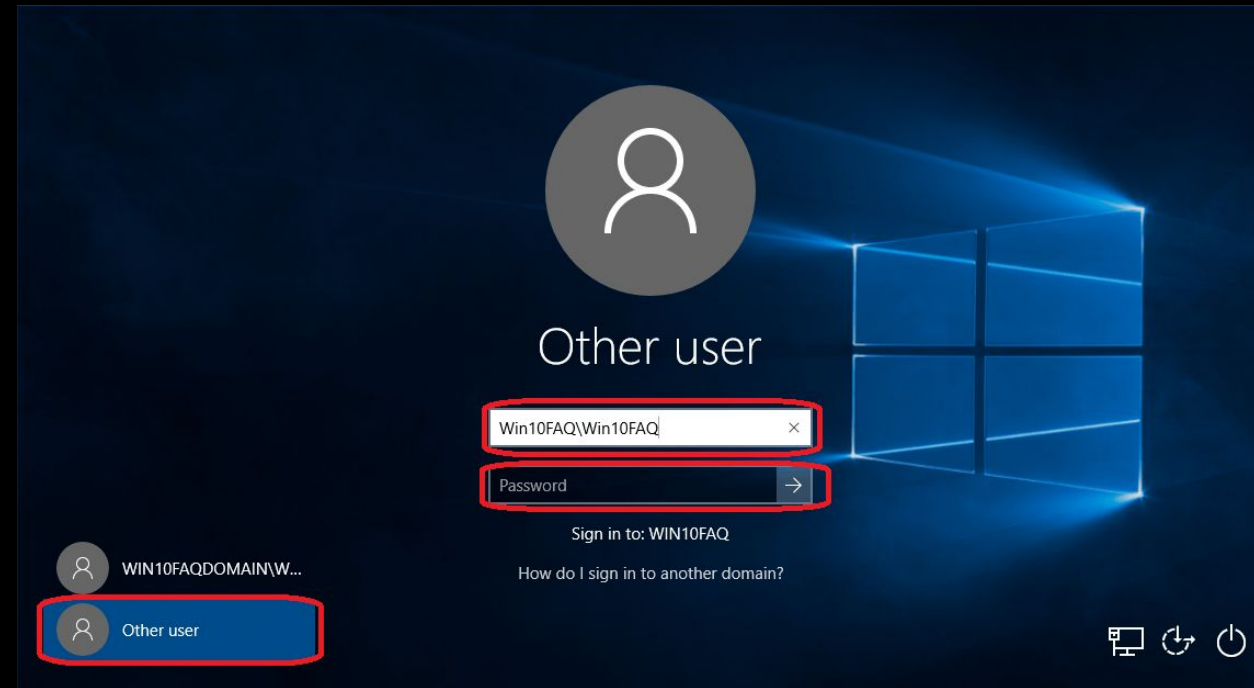 Other user
Win10FAQ\Win10FAQ
Password
Sign in to: WIN10FAQ
How do I sign in to another domain?
WIN10FAQDOMAIN\W...
Other user